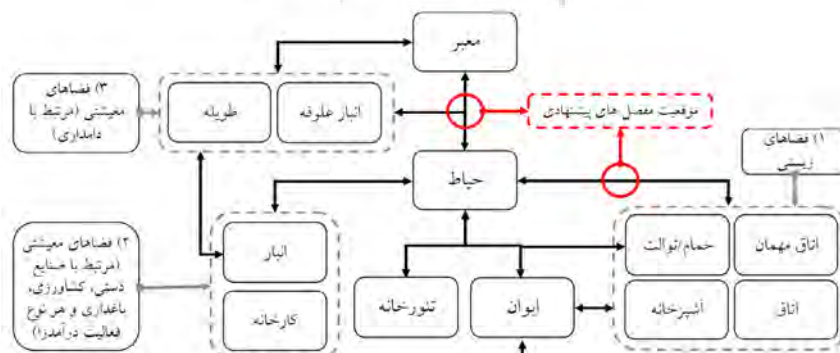 معبر
۳) فضاهای
معیشتی (مرتبط با
دامداری)
طویله
انبار علوفه
موقعیت مفصل های پیشنهادی
۱) فضاهای
زیستی
حیاط
۲) فضاهای معیشتی
(مرتبط با صنایع
دستی، کشاورزی،
باغداری و هر نوع
فعالیت درآمدزا)
انبار
کارخانه
تنورخانه
ایوان
حمام/توالت
اتاق مهمان
آشپزخانه
اتاق